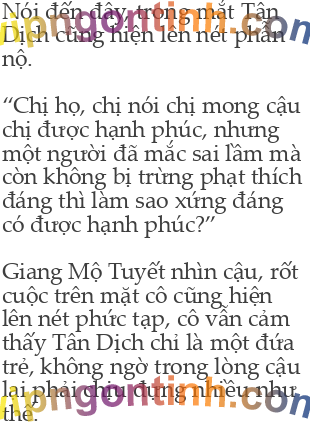 Nói đến đây, trong mắt Tân
Dịch cũng hiện lên nét phẫn
nộ.
“Chị họ, chị nói chị mong cậu
chị được hạnh phúc, nhưng
một người đã mắc sai lầm mà
còn không bị trừng phạt thích
đáng thì làm sao xứng đáng
có được hạnh phúc?”
Giang Mộ Tuyết nhìn cậu, rốt
cuộc trên mặt cô cũng hiện
lên nét phức tạp, cô vẫn cảm
thấy Tân Dịch chỉ là một đứa
trẻ, không ngờ trong lòng cậu
lại phải chịu đựng nhiều như
thế.